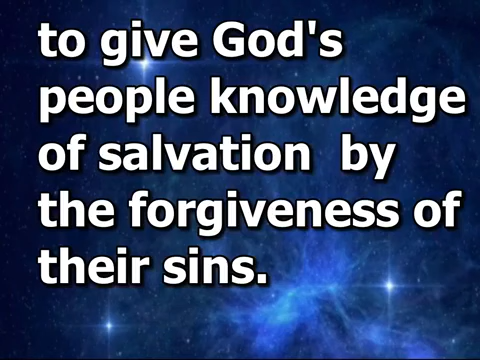 to give God's
people knowledge
of salvation  by
the forgiveness of
their sins.